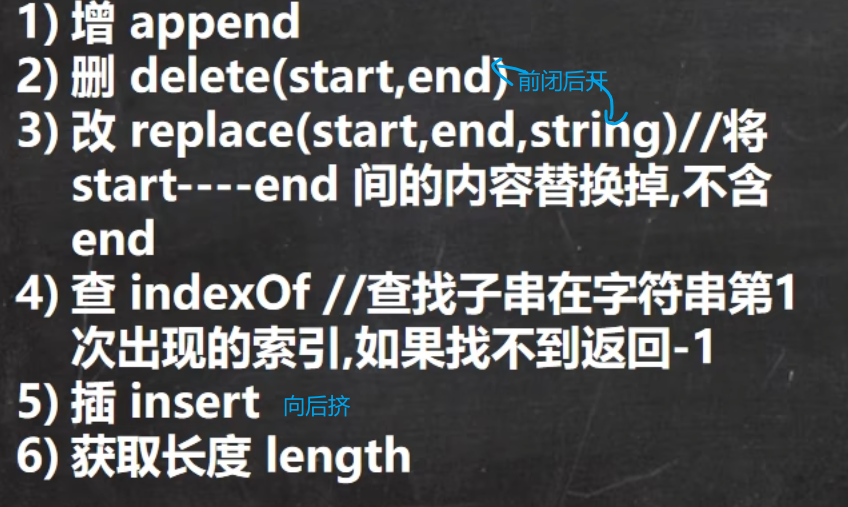 1) 增 append
2) 删 delete(start,end)
前闭后开
3) 改 replace(start,end,string)//将
start----end 间的内容替换掉,不含
end
4) 查 indexOf //查找子串在字符串第1
次出现的索引,如果找不到返回-1
5) 插 insert 向后挤
6) 获取长度 length